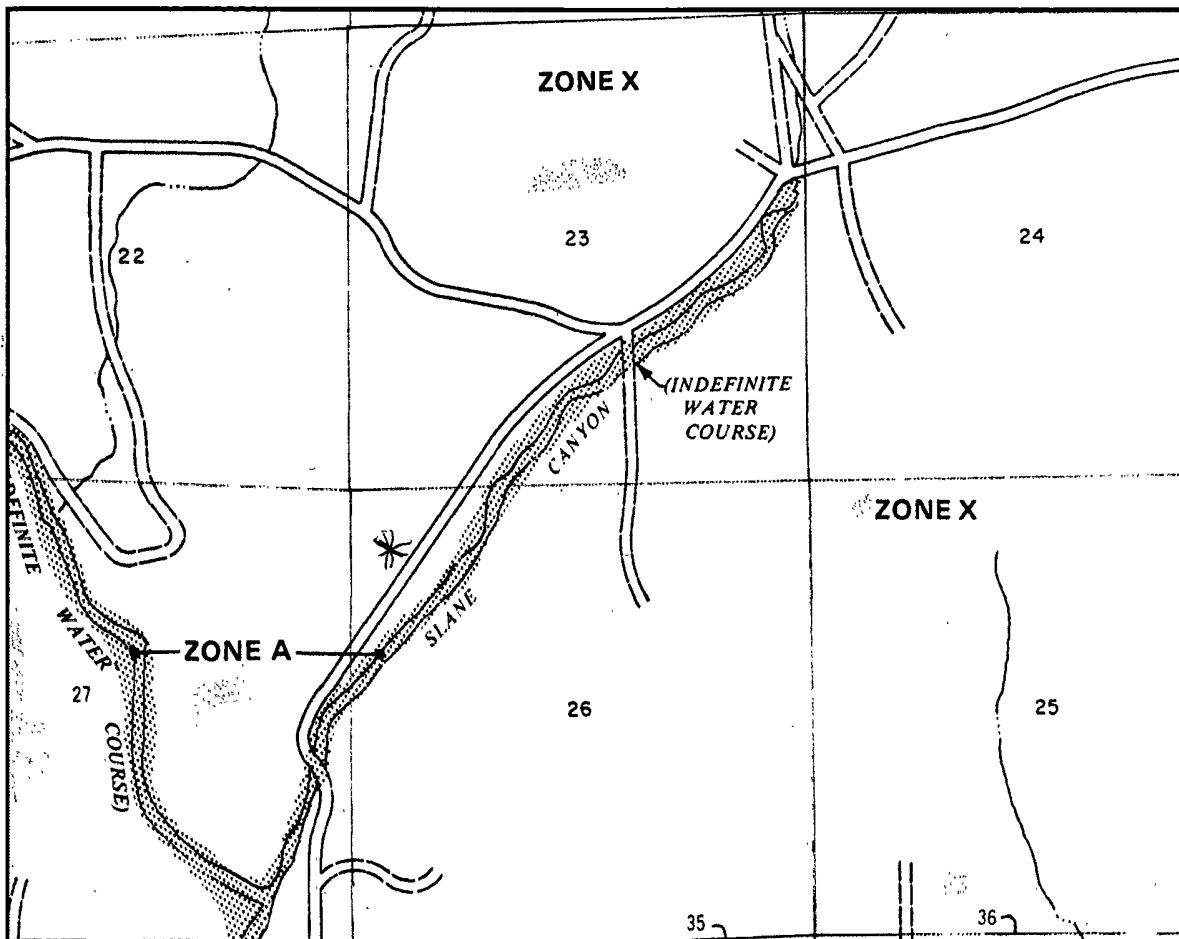 ZONE X
23
24
22
(INDEFINITE
WATER
COURSE)
CANYON
ZONE X
SLANE
WATER
ZONE A
27
26
25
COURSE)
35
36